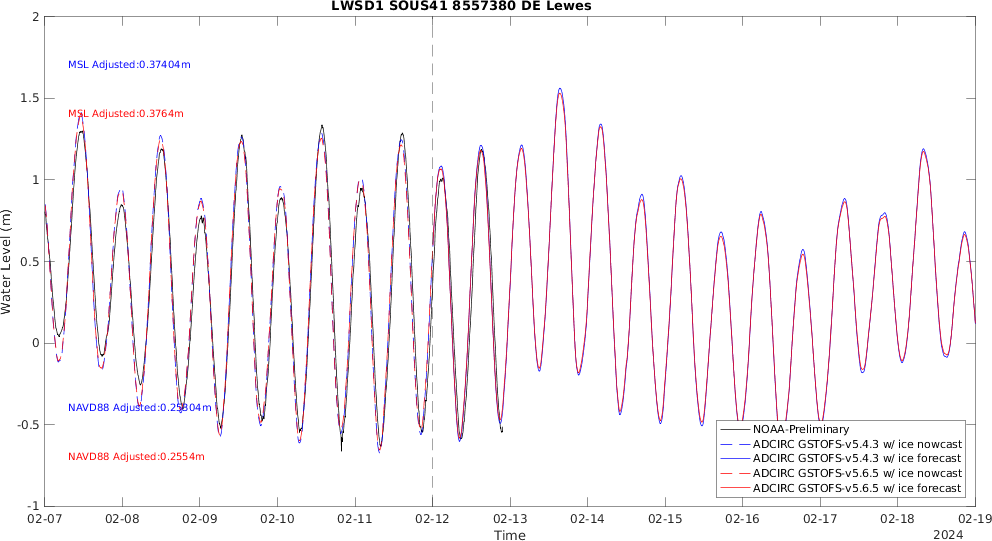 LWSD1 SOUS41 8557380 DE Lewes
2
1.5
1
0.5
0
-0.5
-1
Water Level (m)
MSL Adjusted:0.37404m
MSL Adjusted:0.3764m
NAVD88 Adjusted:0.25304m
NAVD88 Adjusted:0.2554m
NOAA-Preliminary
ADCIRC GSTOFS-v5.4.3 w/ ice nowcast
ADCIRC GSTOFS-v5.4.3 w/ ice forecast
ADCIRC GSTOFS-v5.6.5 w/ ice nowcast
ADCIRC GSTOFS-v5.6.5 w/ ice forecast
02-07 02-08 02-09 02-10 02-11 02-12 02-13 02-14 02-15 02-16 02-17 02-18 02-19
Time
2024